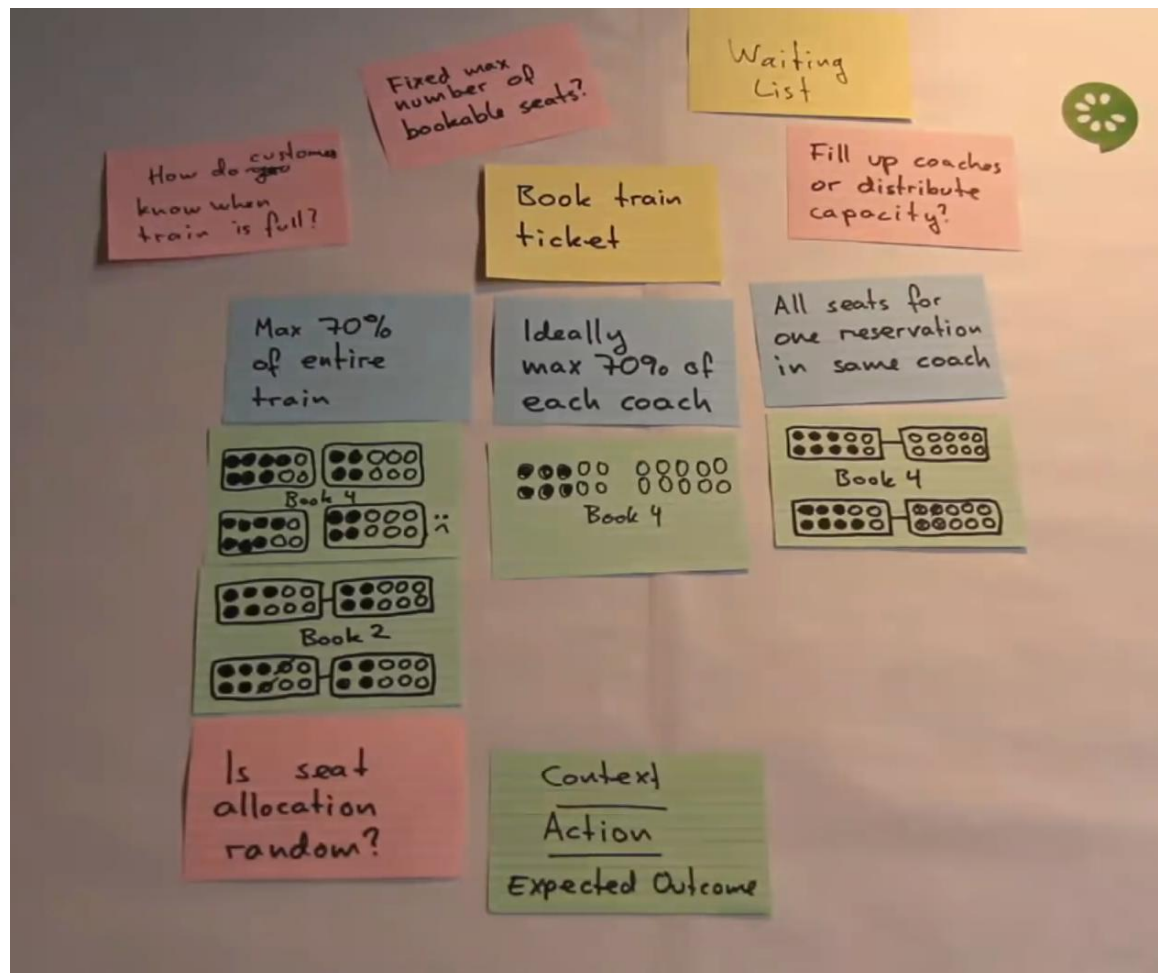 Fixed max
number of
bookable seats?
Waiting
List
How do customer
know when
train is full?
Book train
ticket
Fill up coaches
or distribute
capacity?
Max 70%
of entire
train
Ideally
max 70% of
each coach
All seats for
one reservation
in same coach
Book 4
Book 4
Book 4
Book 2
Is seat
allocation
random?
Context
Action
Expected Outcome